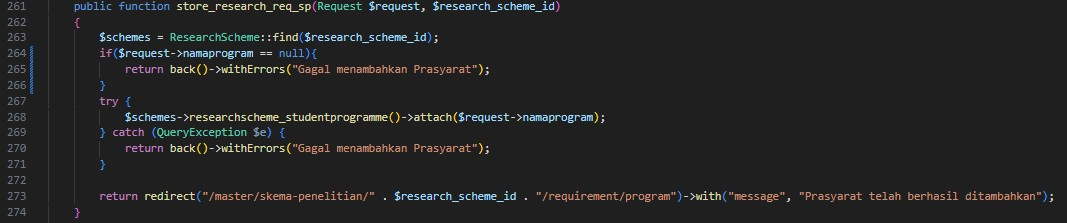 261 public function store_research_req_sp(Request $request, $research_scheme_id)
262 {
263 $schemes = ResearchScheme::find($research_scheme_id);
264 if($request->namaprogram == null){
265 return back()->withErrors("Gagal menambahkan Prasyarat");
266 }
267 try {
268 $schemes->researchscheme_studentprogramme()->attach($request->namaprogram);
269 } catch (QueryException $e) {
270 return back()->withErrors("Gagal menambahkan Prasyarat");
271 }
272
273 return redirect("/master/skema-penelitian/" . $research_scheme_id . "/requirement/program")->with("message", "Prasyarat telah berhasil ditambahkan");
274 }